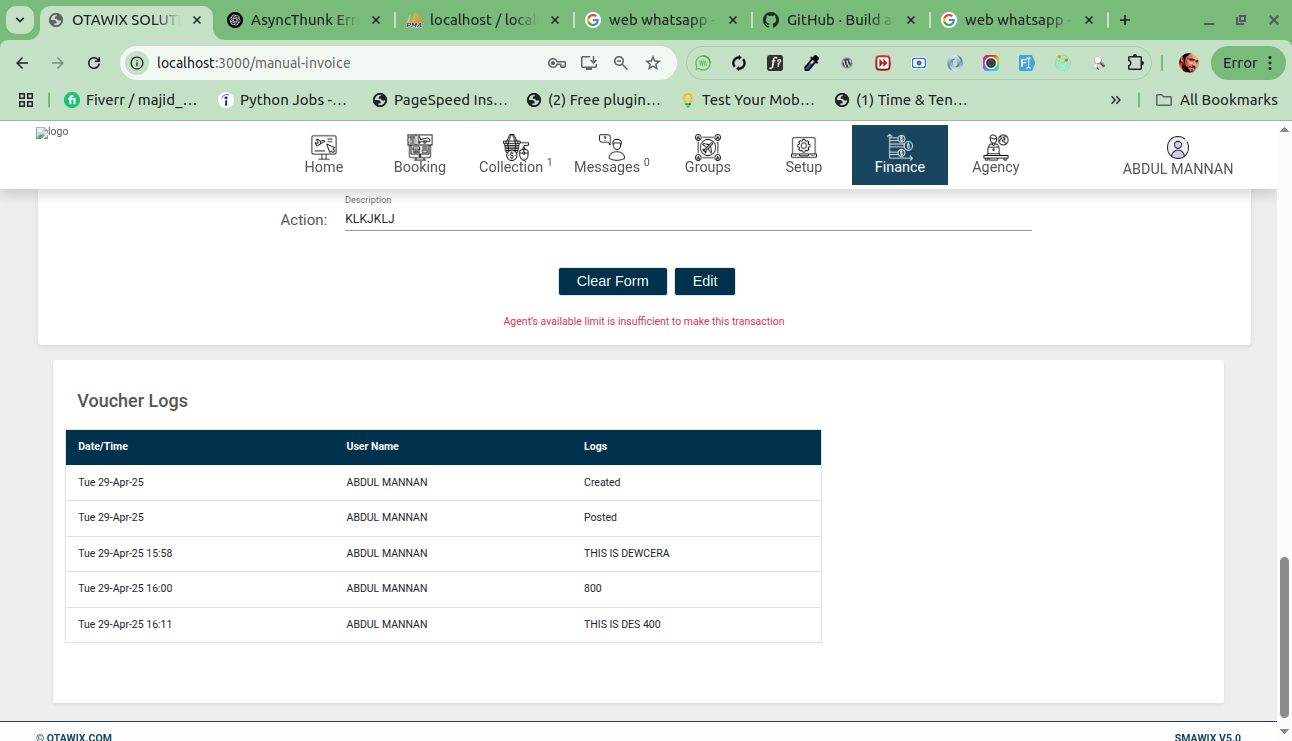 OTAWIX SOLUT
AsyncThunk Err
localhost / local
web whatsapp -
GitHub · Build a
web whatsapp -
localhost:3000/manual-invoice
Error
Fiverr / majid_...
Python Jobs -...
PageSpeed Ins...
(2) Free plugin...
Test Your Mob...
(1) Time & Ten...
All Bookmarks
logo
Home
Booking
Collection 1
Messages 0
Groups
Setup
Finance
Agency
ABDUL MANNAN
Description
Action: KLKJKLJ
Clear Form Edit
Agent's available limit is insufficient to make this transaction
Voucher Logs
Date/Time User Name Logs
Tue 29-Apr-25 ABDUL MANNAN Created
Tue 29-Apr-25 ABDUL MANNAN Posted
Tue 29-Apr-25 15:58 ABDUL MANNAN THIS IS DEWCERA
Tue 29-Apr-25 16:00 ABDUL MANNAN 800
Tue 29-Apr-25 16:11 ABDUL MANNAN THIS IS DES 400
© OTAWIX.COM SMAWIX V5.0